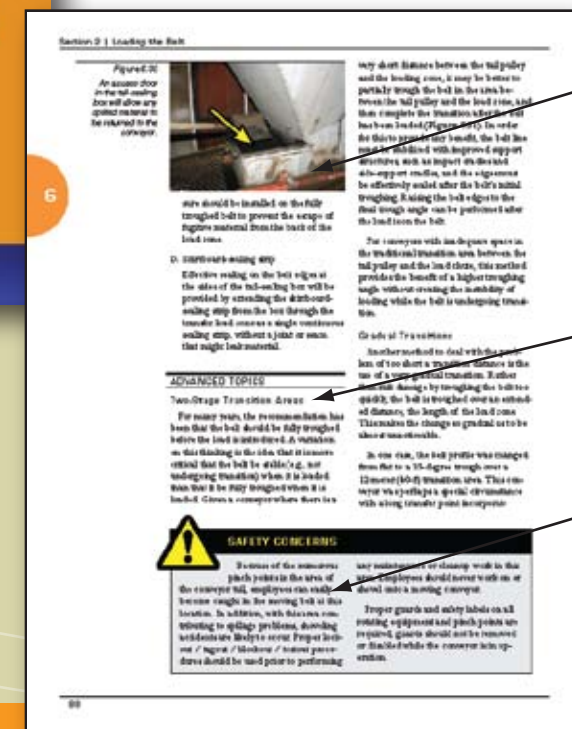 Section 2 | Loading the Belt
6
Figure 6.30
An access door
in the tail-sealing
box will allow any
spilled material to
be returned to the
conveyor.
sure should be installed on the fully
troughed belt to prevent the escape of
fugitive material from the back of the
load zone.
D. Skirtboard-sealing strip
Effective sealing on the belt edges at
the sides of the tail-sealing box will be
provided by extending the skirtboard-
sealing strip from the box through the
transfer load zone as a single continuous
sealing strip, without a joint or seam
that might leak material.
ADVANCED TOPICS
Two-Stage Transition Areas
For many years, the recommendation has
been that the belt should be fully troughed
before the load is introduced. A variation
on this thinking is the idea that it is more
critical that the belt be stable (e.g., not
undergoing transition) when it is loaded
than that it be fully troughed when it is
loaded. Given a conveyor where there is a
very short distance between the tail pulley
and the loading zone, it may be better to
partially trough the belt in the area be-
tween the tail pulley and the load zone, and
then complete the transition after the belt
has been loaded (Figure 6.31). In order
for this to provide any benefit, the belt line
must be stabilized with improved support
structures, such as impact cradles and
side-support cradles, and the edges must
be effectively sealed after the belt's initial
troughing. Raising the belt edges to the
final trough angle can be performed after
the load is on the belt.
For conveyors with inadequate space in
the traditional transition area between the
tail pulley and the load chute, this method
provides the benefit of a higher troughing
angle without creating the instability of
loading while the belt is undergoing transi-
tion.
Gradual Transitions
Another method to deal with the prob-
lem of too short a transition distance is the
use of a very gradual transition. Rather
than risk damage by troughing the belt too
quickly, the belt is troughed over an extend-
ed distance, the length of the load zone
This makes the change so gradual as to be
almost unnoticeable.
In one case, the belt profile was changed
from flat to a 35-degree trough over a
12-meter (40-ft) transition area. This con-
veyor was perhaps a special circumstance
with a long transfer point incorporat-
SAFETY CONCERNS
Because of the numerous
pinch points in the area of
the conveyor tail, employees can easily
become caught in the moving belt at this
location. In addition, with this area con-
tributing to spillage problems, shoveling
accidents are likely to occur. Proper lock-
out / tagout / blockout / testout proce-
dures should be used prior to performing
any maintenance or cleanup work in this
area. Employees should never work on or
shovel onto a moving conveyor.
Proper guards and safety labels on all
rotating equipment and pinch points are
required; guards should not be removed
or disabled while the conveyor is in op-
eration.